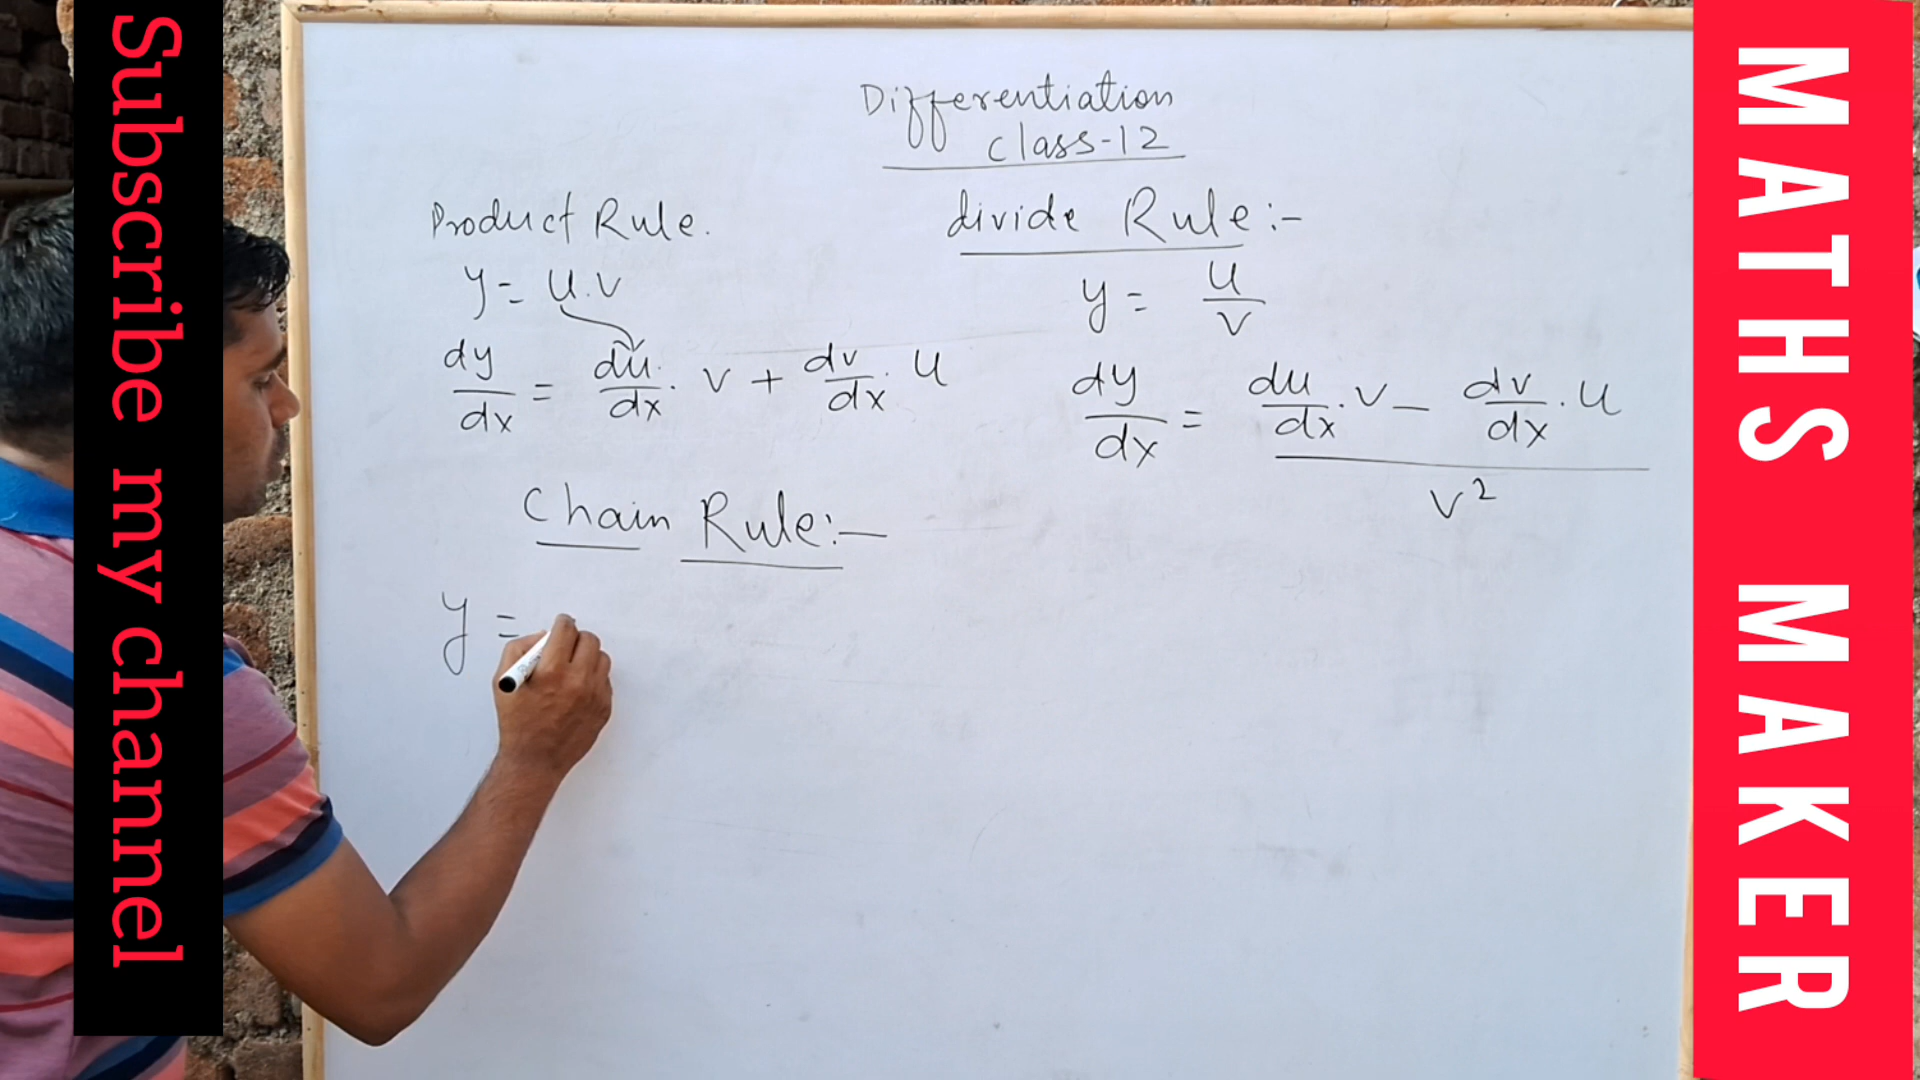 Subscribe my channel
Differentiation
class-12
Product Rule.
y = u.v
dy/dx = du/dx . v + dv/dx . u
divide Rule:-
y = u/v
dy/dx = du/dx . v - dv/dx . u
v²
Chain Rule:-
y =
MATHS MAKER